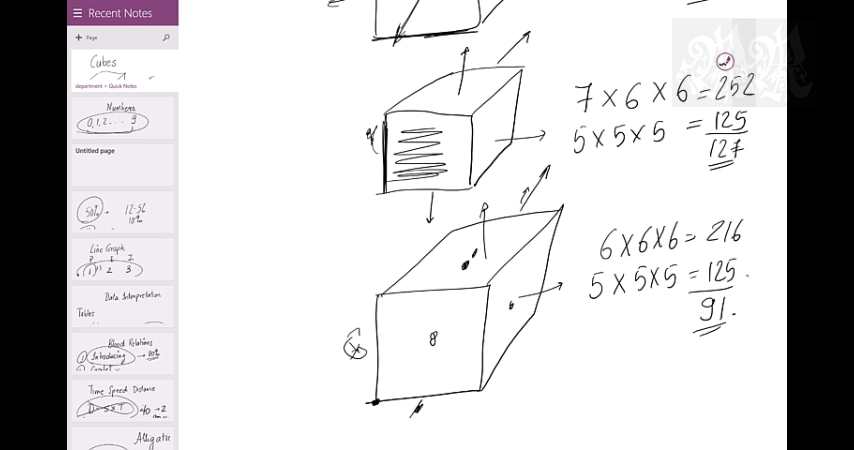 Recent Notes
+ Page
Cubes
department > Quick Notes
Numbers
0, 1, 2 . . . . 9
Untitled page
50%
12-56
Line Graph
1 2 3
Data Interpretation
Tables
Blood Relations
① Introducing
Time Speed Distance
D = S X T
Alligatio
7 X 6 X 6 = 252
5 X 5 X 5 = 125
127
6 X 6 X 6 = 216
5 X 5 X 5 = 125
91.
8